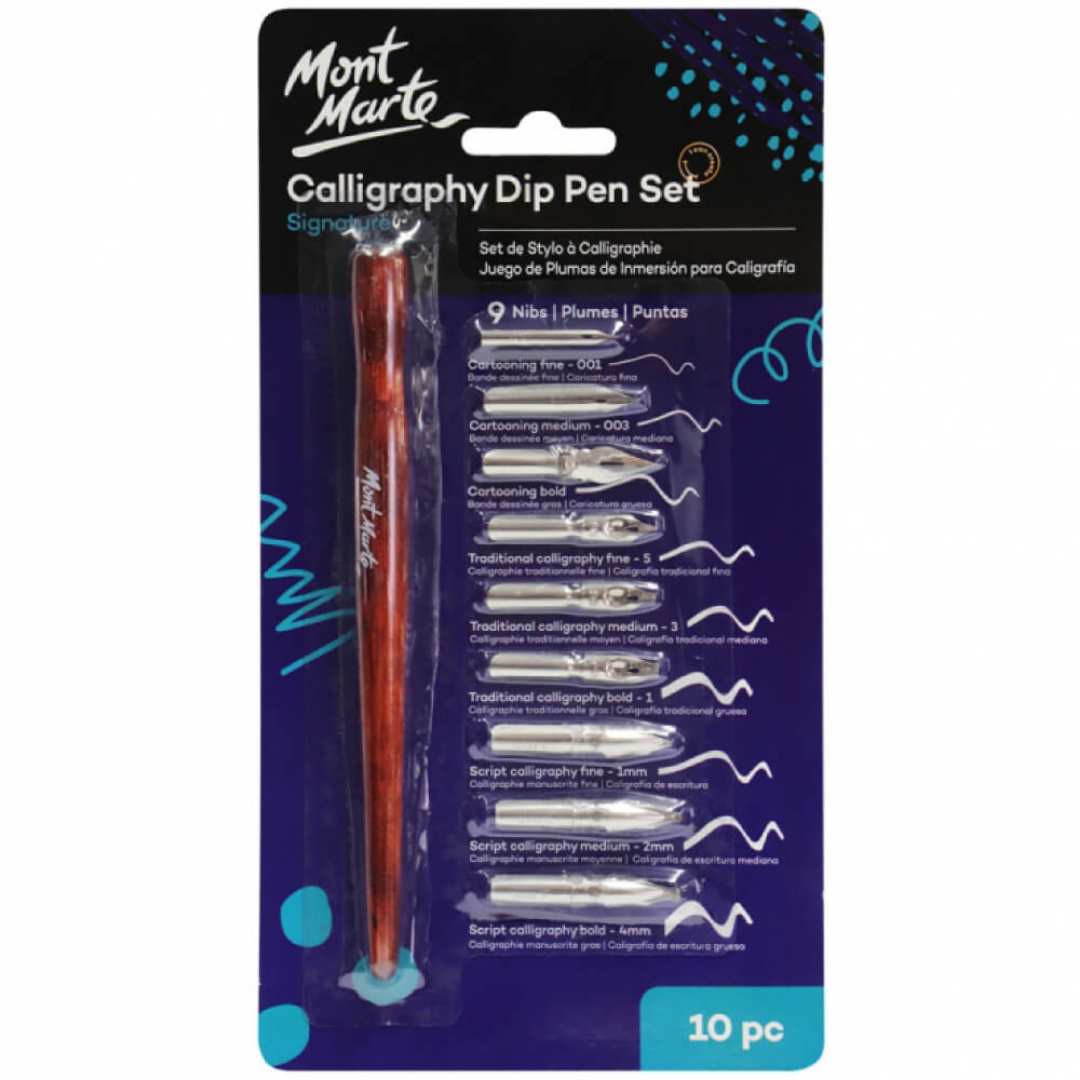 Mont
Marte
Calligraphy Dip Pen Set
Signature
Set de Stylo à Calligraphie
Juego de Plumas de Inmersión para Caligrafía
9 Nibs | Plumes | Puntas
Cartooning fine - 001
Bande dessinée fine | Caricatura fina
Cartooning medium - 003
Bande dessinée moyen | Caricatura mediana
Cartooning bold
Bande dessinée gras | Caricatura gruesa
Mont Marte
Traditional calligraphy fine - 5
Calligraphie traditionnelle fine | Caligrafía tradicional fina
Traditional calligraphy medium - 3
Calligraphie traditionnelle moyen | Caligrafía tradicional mediana
Traditional calligraphy bold - 1
Calligraphie traditionnelle gras | Caligrafía tradicional gruesa
Script calligraphy fine - 1mm
Calligraphie manuscrite fine | Caligrafía de escritura
Script calligraphy medium - 2mm
Calligraphie manuscrite moyenne | Caligrafía de escritura mediana
Script calligraphy bold - 4mm
Calligraphie manuscrite gras | Caligrafía de escritura gruesa
10 pc